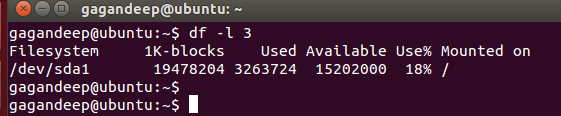 gagandeep@ubuntu: ~
gagandeep@ubuntu:~$ df -l 3
Filesystem     1K-blocks    Used Available Use% Mounted on
/dev/sda1       19478204 3263724  15202000  18% /
gagandeep@ubuntu:~$
gagandeep@ubuntu:~$